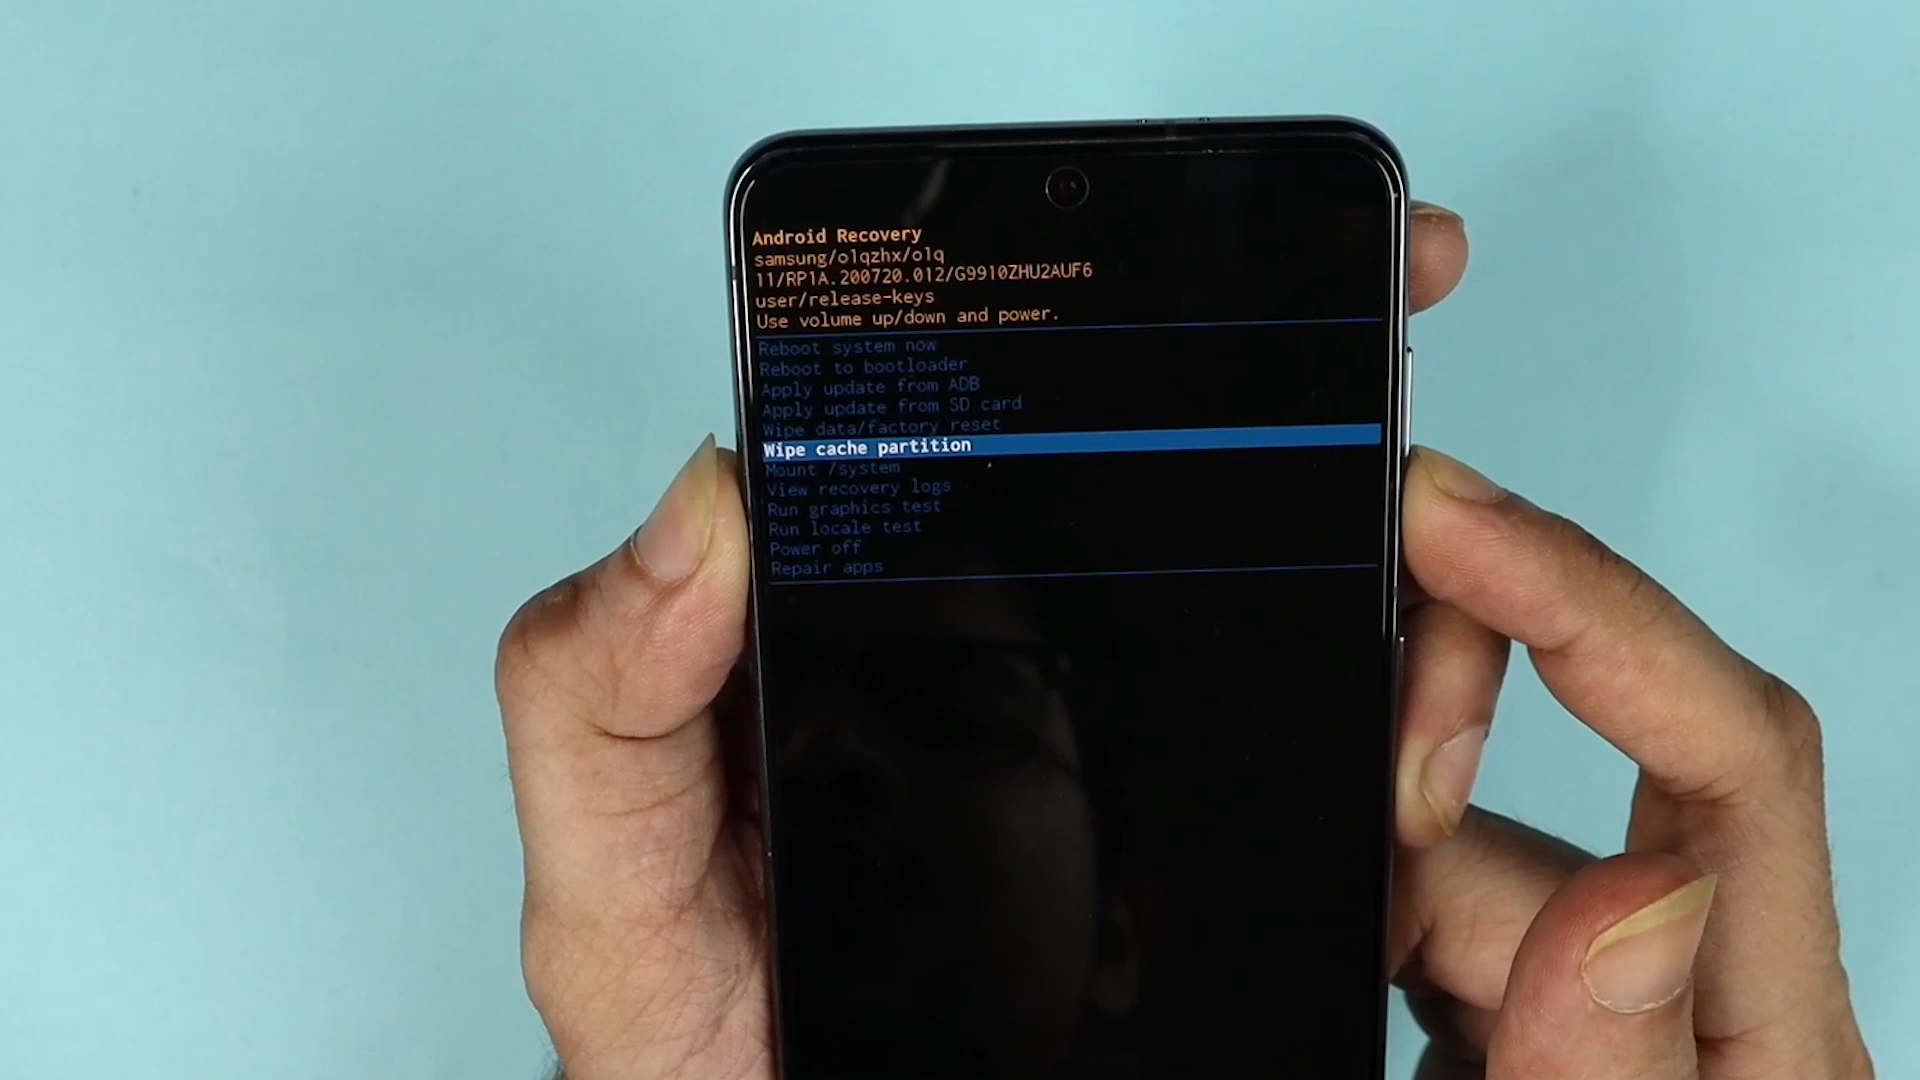 Android Recovery
samsung/o1qzhx/o1q
11/RP1A.200720.012/G9910ZHU2AUF6
user/release-keys
Use volume up/down and power.
Reboot system now
Reboot to bootloader
Apply update from ADB
Apply update from SD card
Wipe data/factory reset
Wipe cache partition
Mount /system
View recovery logs
Run graphics test
Run locale test
Power off
Repair apps